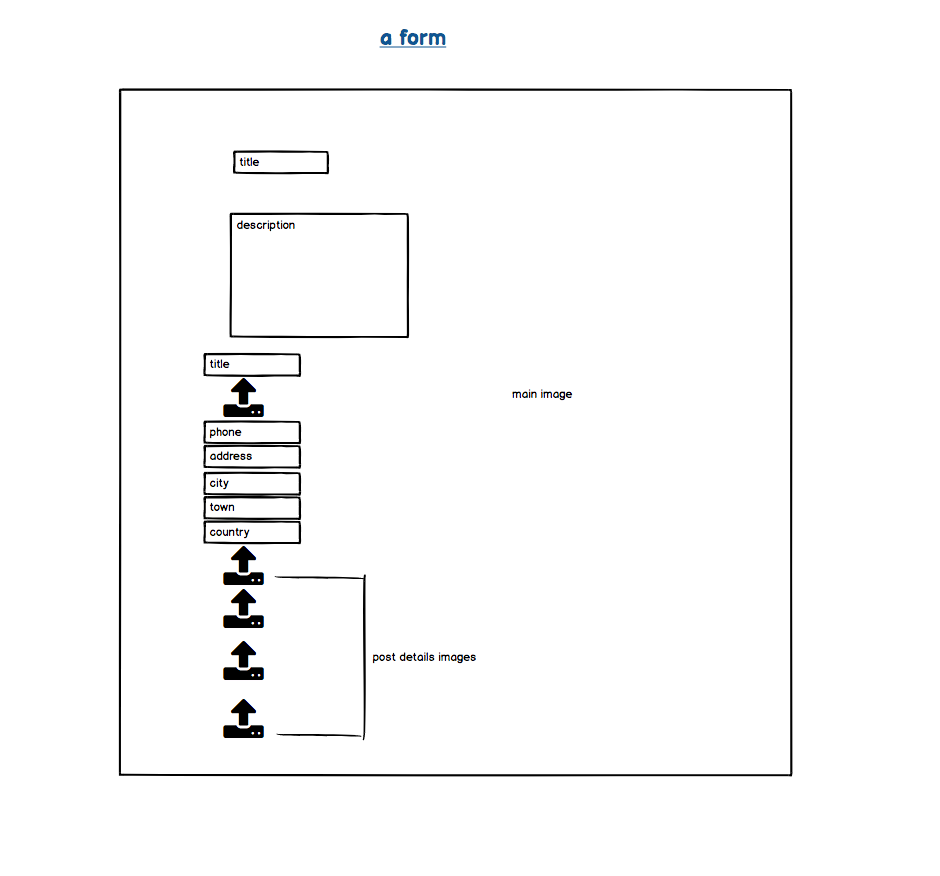 a form
title
description
title
main image
phone
address
city
town
country
post details images